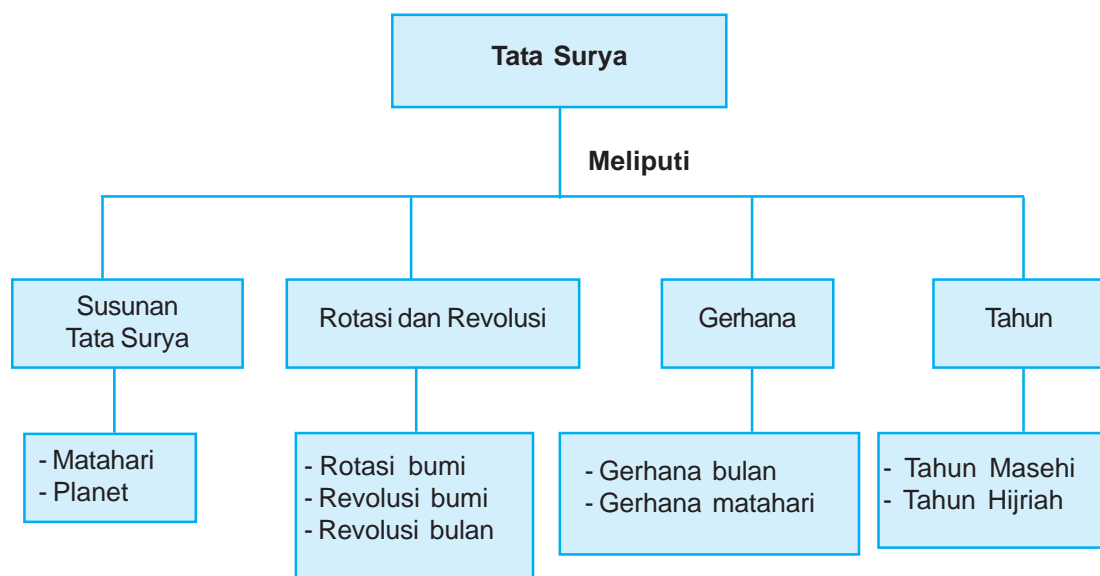 Tata Surya
Meliputi
Susunan
Tata Surya
Rotasi dan Revolusi
Gerhana
Tahun
- Matahari
- Planet
- Rotasi bumi
- Revolusi bumi
- Revolusi bulan
- Gerhana bulan
- Gerhana matahari
- Tahun Masehi
- Tahun Hijriah